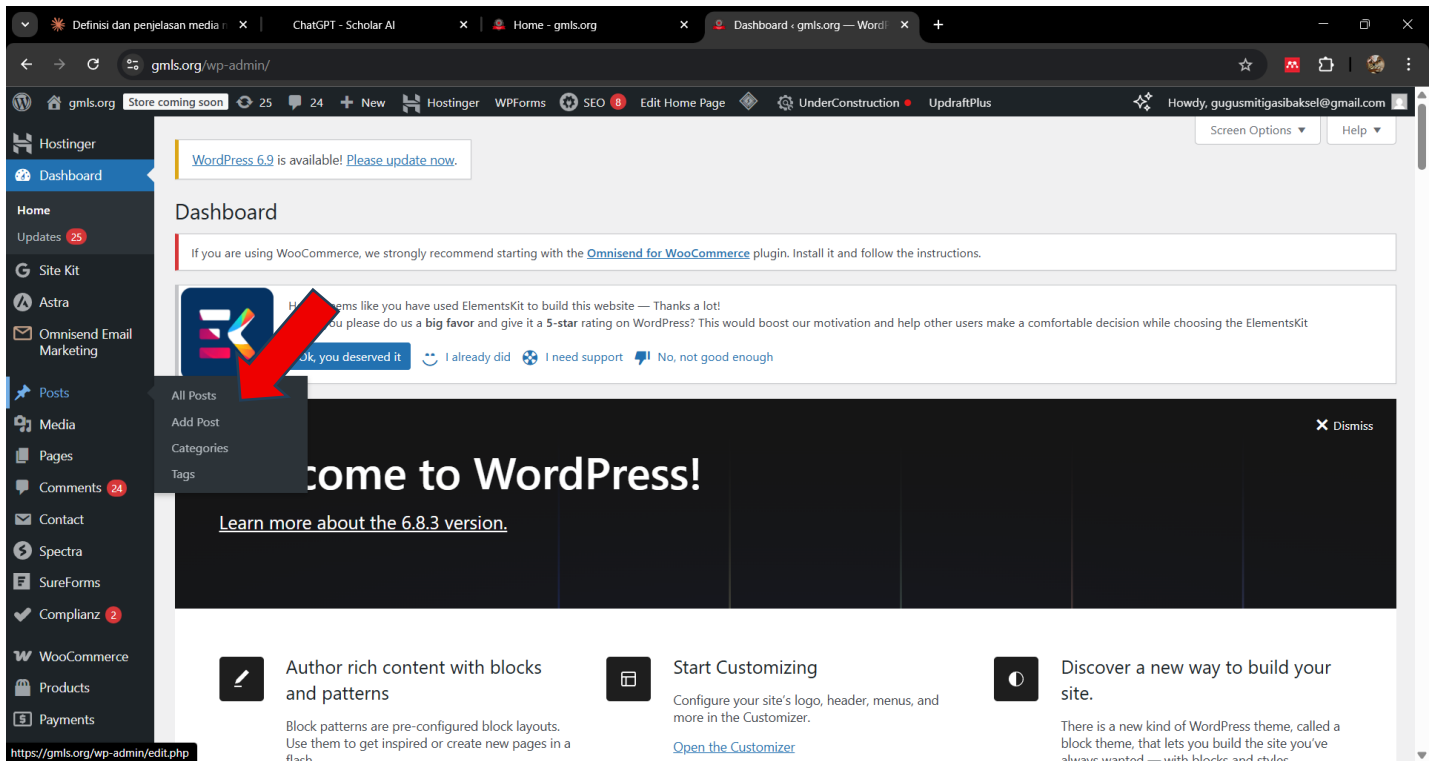 Definisi dan penjelasan media n
ChatGPT - Scholar AI
Home - gmls.org
Dashboard ‹ gmls.org — WordP
gmls.org/wp-admin/
gmls.org
Store coming soon
25
24
New
Hostinger
WPForms
SEO 8
Edit Home Page
UnderConstruction
UpdraftPlus
Howdy, gugusmitigasibaksel@gmail.com
Screen Options
Help
Hostinger
Dashboard
Home
Updates 25
Site Kit
Astra
Omnisend Email
Marketing
Posts
Media
Pages
Comments 24
Contact
Spectra
SureForms
Complianz 2
WooCommerce
Products
Payments
https://gmls.org/wp-admin/edit.php
All Posts
Add Post
Categories
Tags
WordPress 6.9 is available! Please update now.
Dashboard
If you are using WooCommerce, we strongly recommend starting with the Omnisend for WooCommerce plugin. Install it and follow the instructions.
like you have used ElementsKit to build this website — Thanks a lot!
please do us a big favor and give it a 5-star rating on WordPress? This would boost our motivation and help other users make a comfortable decision while choosing the ElementsKit
Ok, you deserved it
I already did
I need support
No, not good enough
Dismiss
come to WordPress!
Learn more about the 6.8.3 version.
Author rich content with blocks
and patterns
Block patterns are pre-configured block layouts.
Use them to get inspired or create new pages in a
flash.
Start Customizing
Configure your site's logo, header, menus, and
more in the Customizer.
Open the Customizer
Discover a new way to build your
site.
There is a new kind of WordPress theme, called a
block theme, that lets you build the site you've
always wanted — with blocks and styles.